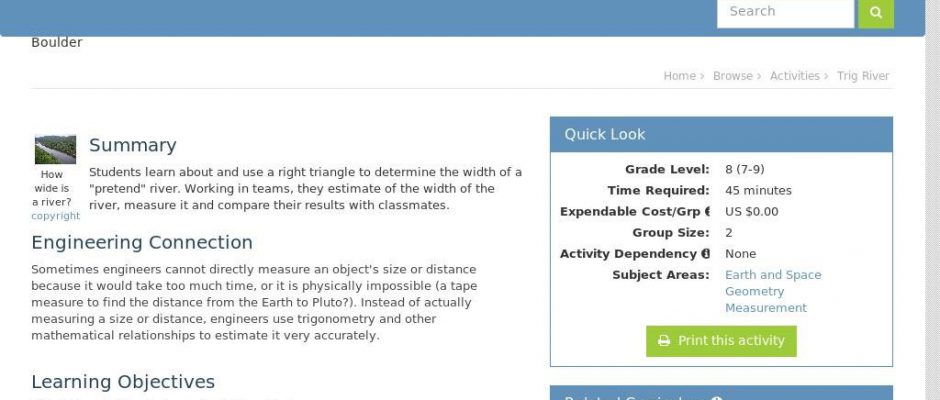 Search
Boulder
Home › Browse › Activities › Trig River
How
wide is
a river?
copyright
Summary
Students learn about and use a right triangle to determine the width of a
"pretend" river. Working in teams, they estimate of the width of the
river, measure it and compare their results with classmates.
Engineering Connection
Sometimes engineers cannot directly measure an object's size or distance
because it would take too much time, or it is physically impossible (a tape
measure to find the distance from the Earth to Pluto?). Instead of actually
measuring a size or distance, engineers use trigonometry and other
mathematical relationships to estimate it very accurately.
Learning Objectives
Quick Look
Grade Level: 8 (7-9)
Time Required: 45 minutes
Expendable Cost/Grp : US $0.00
Group Size: 2
Activity Dependency : None
Subject Areas: Earth and Space
Geometry
Measurement
Print this activity